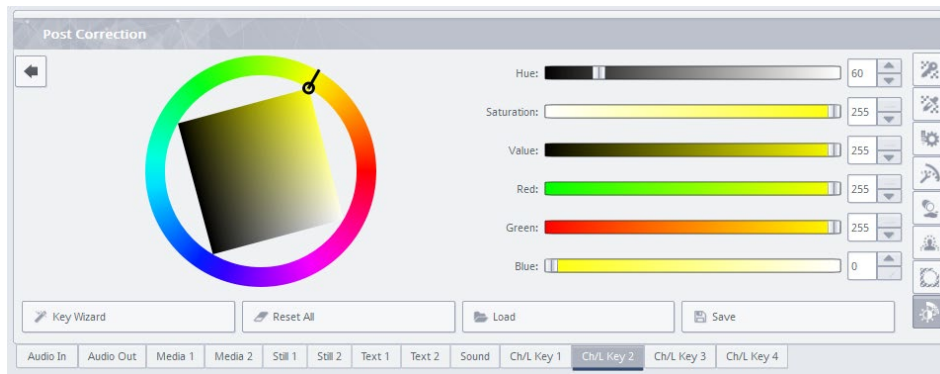 Post Correction
Hue: 60
Saturation: 255
Value: 255
Red: 255
Green: 255
Blue: 0
Key Wizard Reset All Load Save
Audio In Audio Out Media 1 Media 2 Still 1 Still 2 Text 1 Text 2 Sound Ch/L Key 1 Ch/L Key 2 Ch/L Key 3 Ch/L Key 4